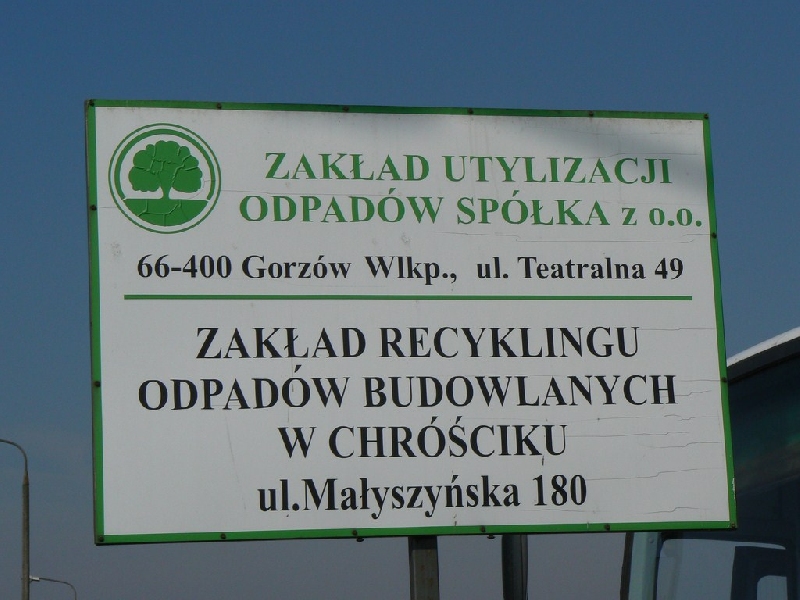 ZAKŁAD UTYLIZACJI
ODPADÓW SPÓŁKA z o.o.
66-400 Gorzów Wlkp., ul. Teatralna 49
ZAKŁAD RECYKLINGU
ODPADÓW BUDOWLANYCH
W CHRÓŚCIKU
ul.Małyszyńska 180